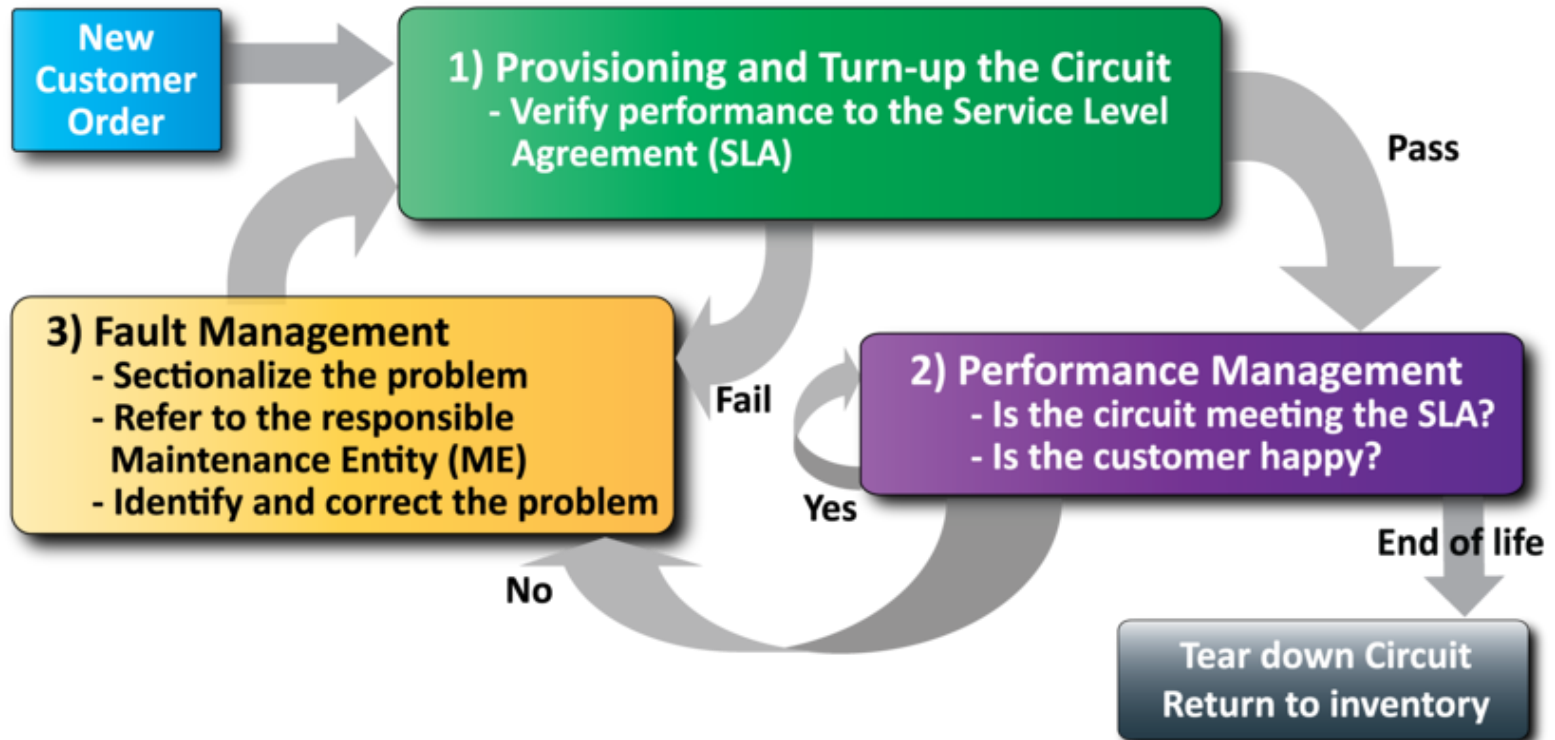 New
Customer
Order
1) Provisioning and Turn-up the Circuit
- Verify performance to the Service Level
Agreement (SLA)
Pass
3) Fault Management
- Sectionalize the problem
- Refer to the responsible
Maintenance Entity (ME)
- Identify and correct the problem
Fail
2) Performance Management
- Is the circuit meeting the SLA?
- Is the customer happy?
Yes
No
End of life
Tear down Circuit
Return to inventory